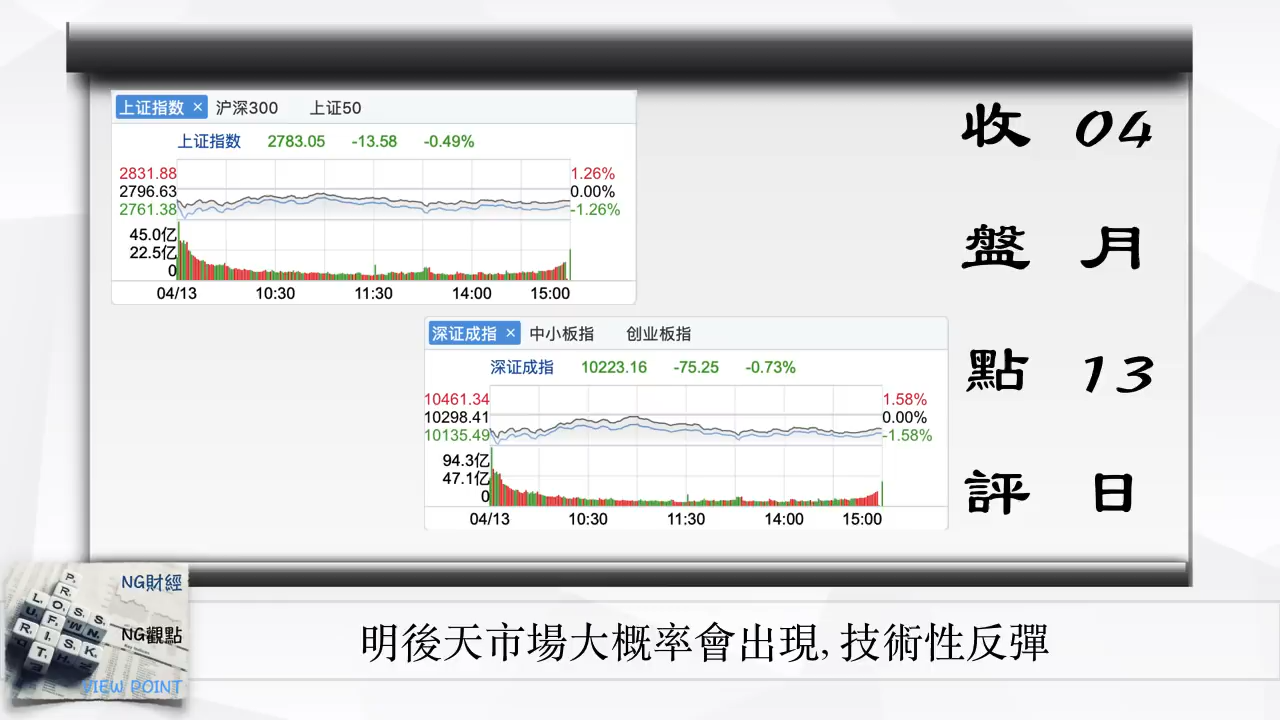 上证指数 × 沪深300 上证50
上证指数 2783.05 -13.58 -0.49%
2831.88 1.26%
2796.63 0.00%
2761.38 -1.26%
45.0亿
22.5亿
0
04/13 10:30 11:30 14:00 15:00
深证成指 × 中小板指 创业板指
深证成指 10223.16 -75.25 -0.73%
10461.34 1.58%
10298.41 0.00%
10135.49 -1.58%
94.3亿
47.1亿
0
04/13 10:30 11:30 14:00 15:00
04月13日
收盤點評
NG財經
NG觀點
VIEW POINT
明後天市場大概率會出現,技術性反彈